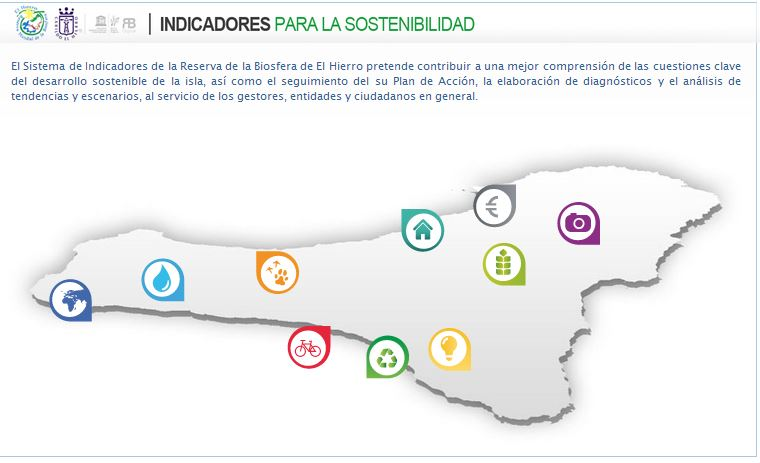 INDICADORES PARA LA SOSTENIBILIDAD
El Sistema de Indicadores de la Reserva de la Biosfera de El Hierro pretende contribuir a una mejor comprensión de las cuestiones clave
del desarrollo sostenible de la isla, así como el seguimiento del su Plan de Acción, la elaboración de diagnósticos y el análisis de
tendencias y escenarios, al servicio de los gestores, entidades y ciudadanos en general.